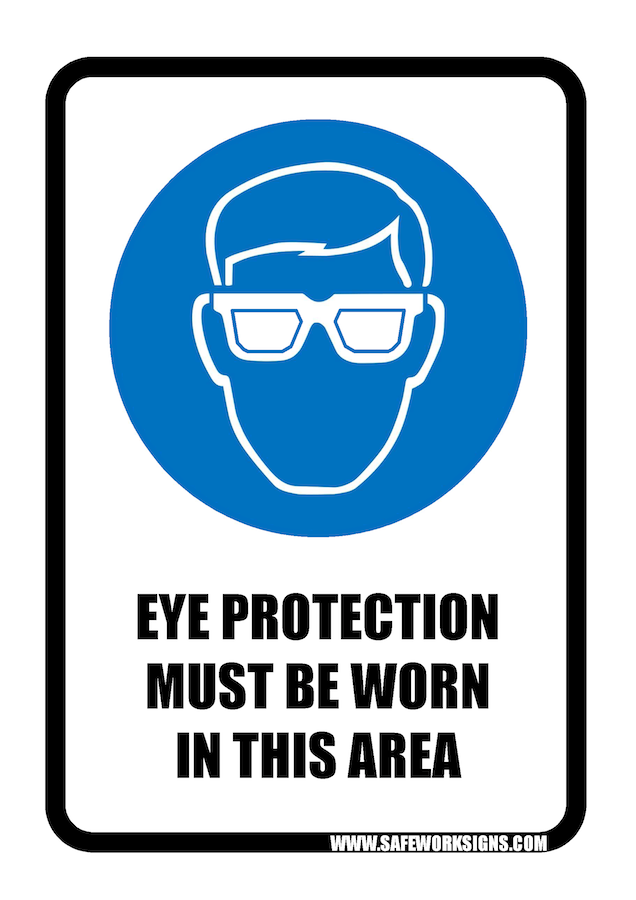 EYE PROTECTION
MUST BE WORN
IN THIS AREA
WWW.SAFEWORKSIGNS.COM